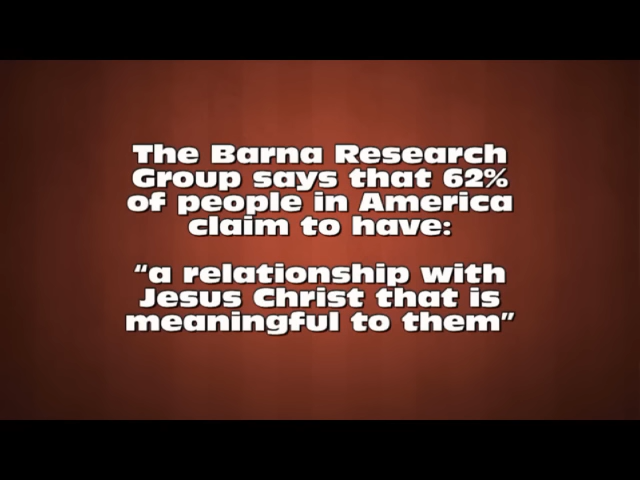 The Barna Research
Group says that 62%
of people in America
claim to have:
“a relationship with
Jesus Christ that is
meaningful to them”